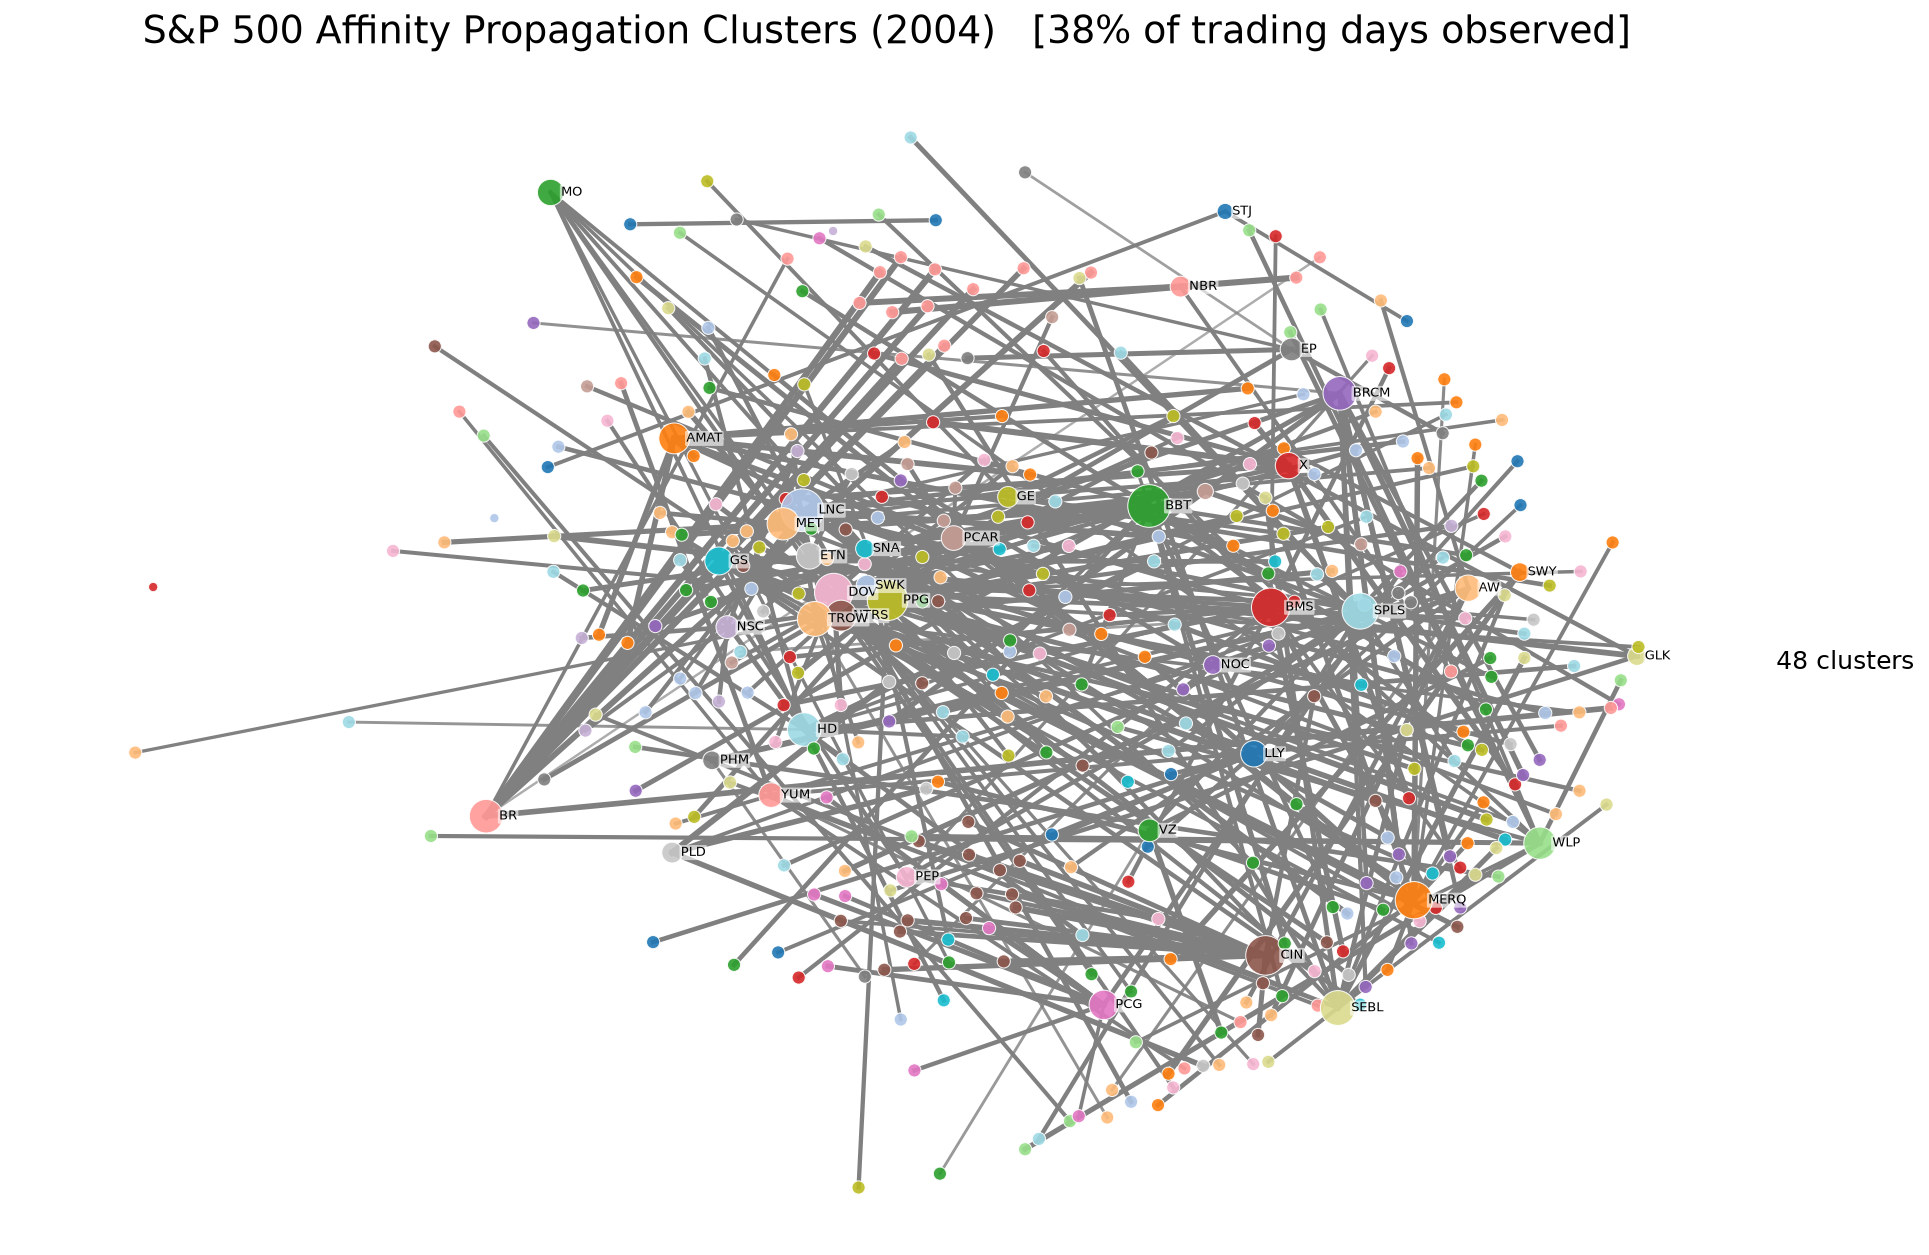 S&P 500 Affinity Propagation Clusters (2004)   [38% of trading days observed]
MO
STJ
NBR
EP
BRCM
AMAT
X
GE
BBT
LNC
MET
PCAR
SNA
ETN
GS
SWY
SWK
AW
DOV
PPG
BMS
SPLS
NTRS
TROW
NSC
GLK
48 clusters
NOC
HD
LLY
PHM
YUM
BR
VZ
WLP
PLD
PEP
MERQ
CIN
PCG
SEBL